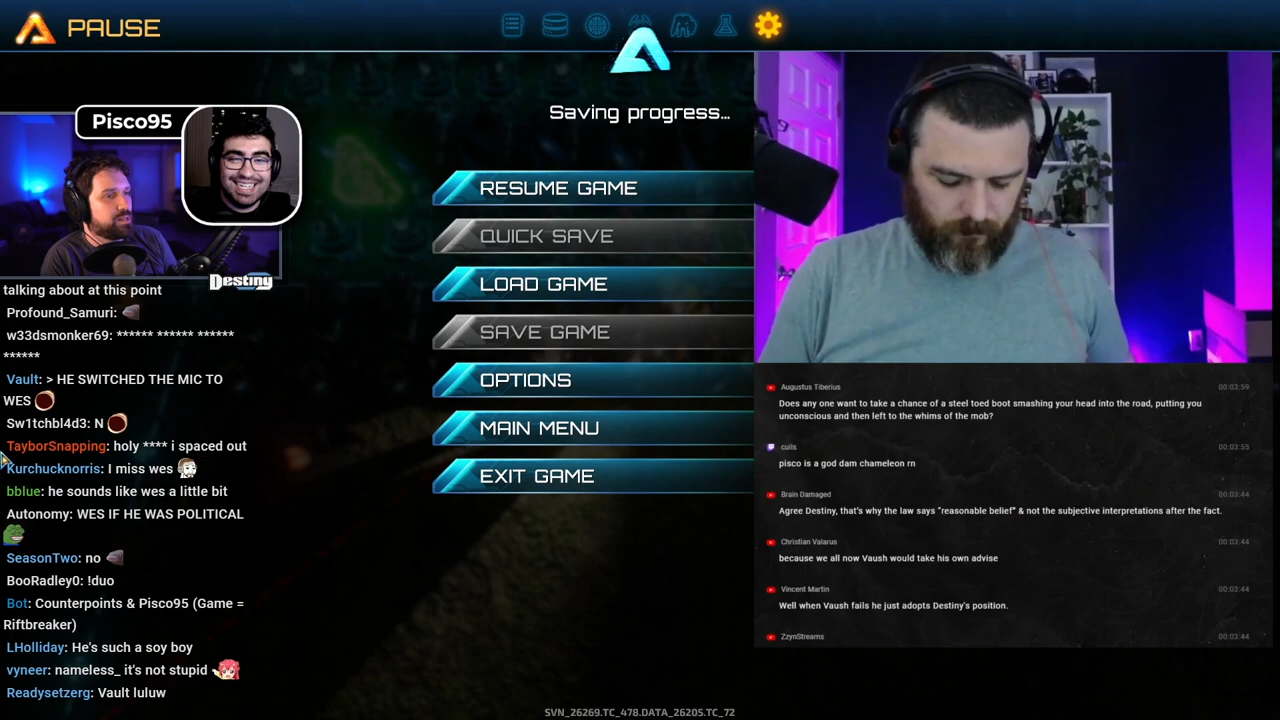 PAUSE
Saving progress...
Pisco95
Destiny
RESUME GAME
QUICK SAVE
LOAD GAME
SAVE GAME
OPTIONS
MAIN MENU
EXIT GAME
talking about at this point
Profound_Samuri:
w33dsmonker69: ****** ****** ******
******
Vault: > HE SWITCHED THE MIC TO
WES
Sw1tchbl4d3: N
TayborSnapping: holy **** i spaced out
Kurchucknorris: I miss wes
bblue: he sounds like wes a little bit
Autonomy: WES IF HE WAS POLITICAL
SeasonTwo: no
BooRadley0: !duo
Bot: Counterpoints & Pisco95 (Game =
Riftbreaker)
LHolliday: He's such a soy boy
vyneer: nameless_ it's not stupid
Readysetzerg: Vault luluw
Augustus Tiberius 00:03:59
Does any one want to take a chance of a steel toed boot smashing your head into the road, putting you
unconscious and then left to the whims of the mob?
cuits 00:03:55
pisco is a god dam chameleon rn
Brain Damaged 00:03:44
Agree Destiny, that's why the law says "reasonable belief" & not the subjective interpretations after the fact.
Christian Valarus 00:03:44
because we all now Vaush would take his own advise
Vincent Martin 00:03:44
Well when Vaush fails he just adopts Destiny's position.
ZzynStreams 00:03:44
SVN_26269.TC_478.DATA_26205.TC_72